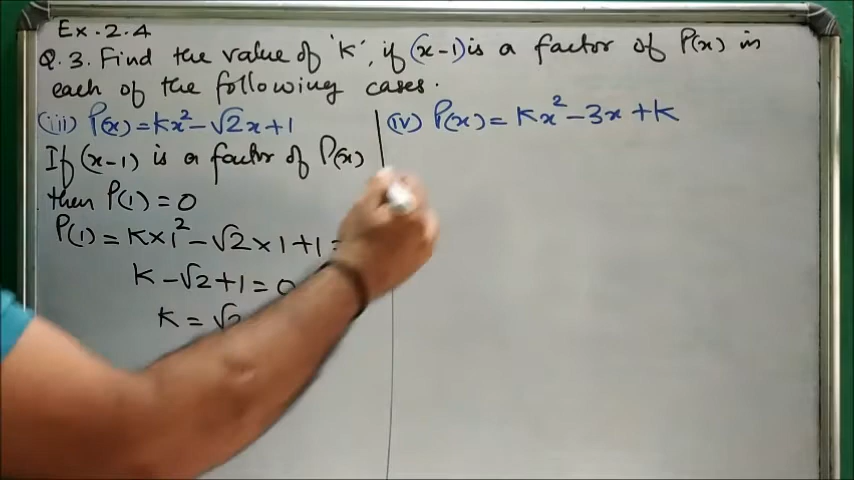 Ex. 2.4
Q. 3. Find the value of 'K', if (x-1) is a factor of P(x) in
each of the following cases.
(iii) P(x) = Kx² - √2x + 1
If (x-1) is a factor of P(x)
then P(1) = 0
P(1) = K×1² - √2 × 1 + 1 =
K - √2 + 1 = 0
K = √2
(iv) P(x) = Kx² - 3x + K